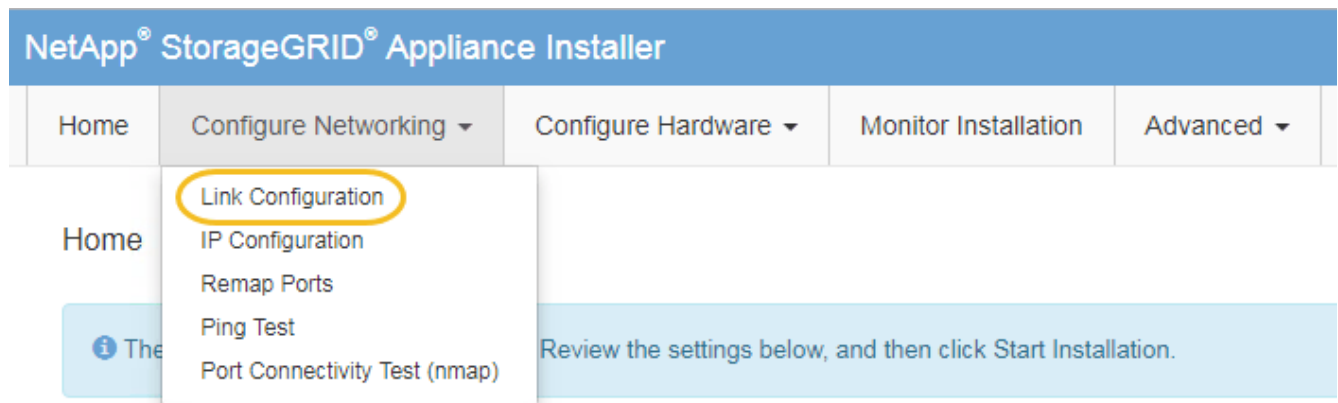 NetApp® StorageGRID® Appliance Installer
Home Configure Networking Configure Hardware Monitor Installation Advanced
Link Configuration
IP Configuration
Remap Ports
Ping Test
Port Connectivity Test (nmap)
Home
The Review the settings below, and then click Start Installation.